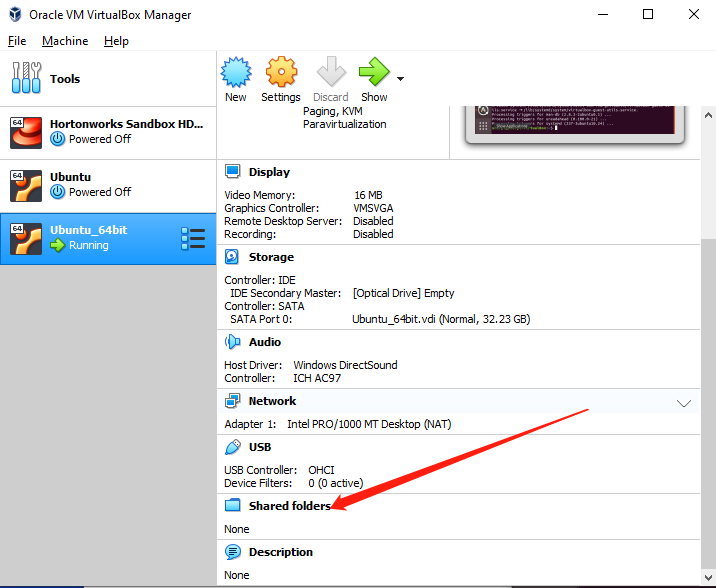 Oracle VM VirtualBox Manager
File Machine Help
Tools
New Settings Discard Show
64
Hortonworks Sandbox HD...
Powered Off
64
Ubuntu
Powered Off
64
Ubuntu_64bit
Running
Paging, KVM
Paravirtualization
Display
Video Memory: 16 MB
Graphics Controller: VMSVGA
Remote Desktop Server: Disabled
Recording: Disabled
Storage
Controller: IDE
IDE Secondary Master: [Optical Drive] Empty
Controller: SATA
SATA Port 0: Ubuntu_64bit.vdi (Normal, 32.23 GB)
Audio
Host Driver: Windows DirectSound
Controller: ICH AC97
Network
Adapter 1: Intel PRO/1000 MT Desktop (NAT)
USB
USB Controller: OHCI
Device Filters: 0 (0 active)
Shared folders
None
Description
None